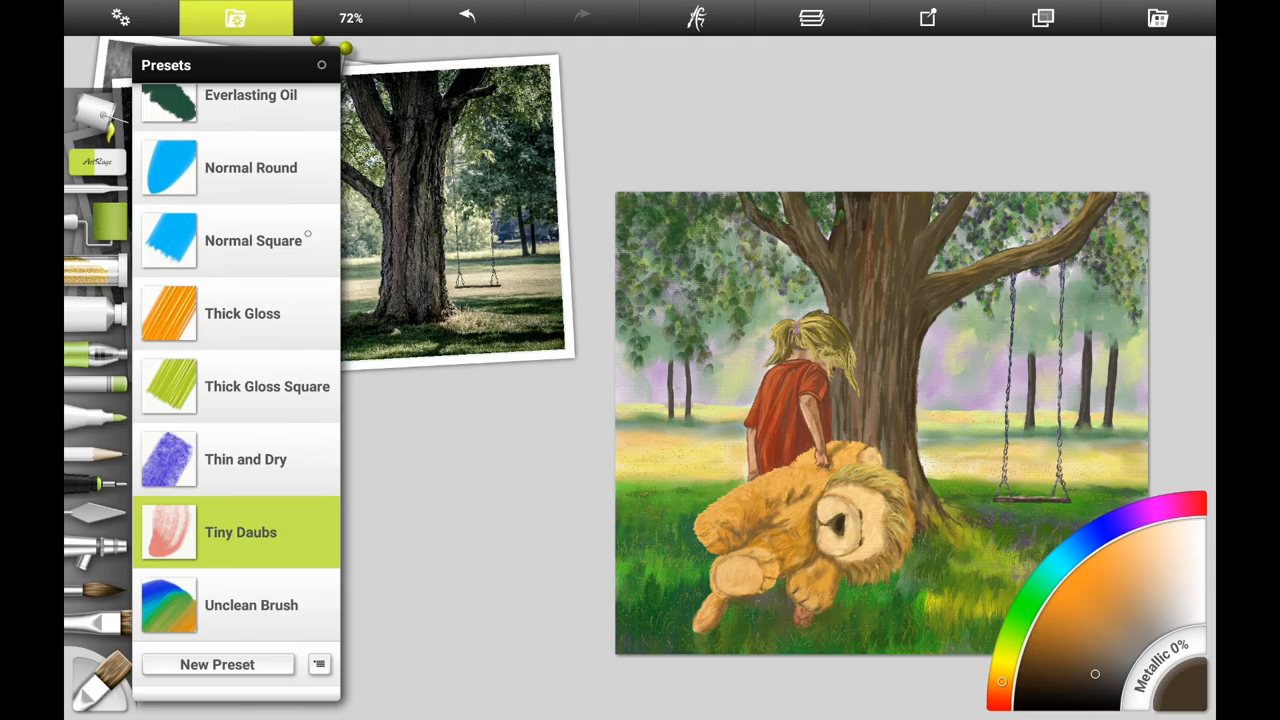 72%
Presets
Everlasting Oil
Normal Round
Normal Square
Thick Gloss
Thick Gloss Square
Thin and Dry
Tiny Daubs
Unclean Brush
New Preset
ArtRage
Metallic 0%